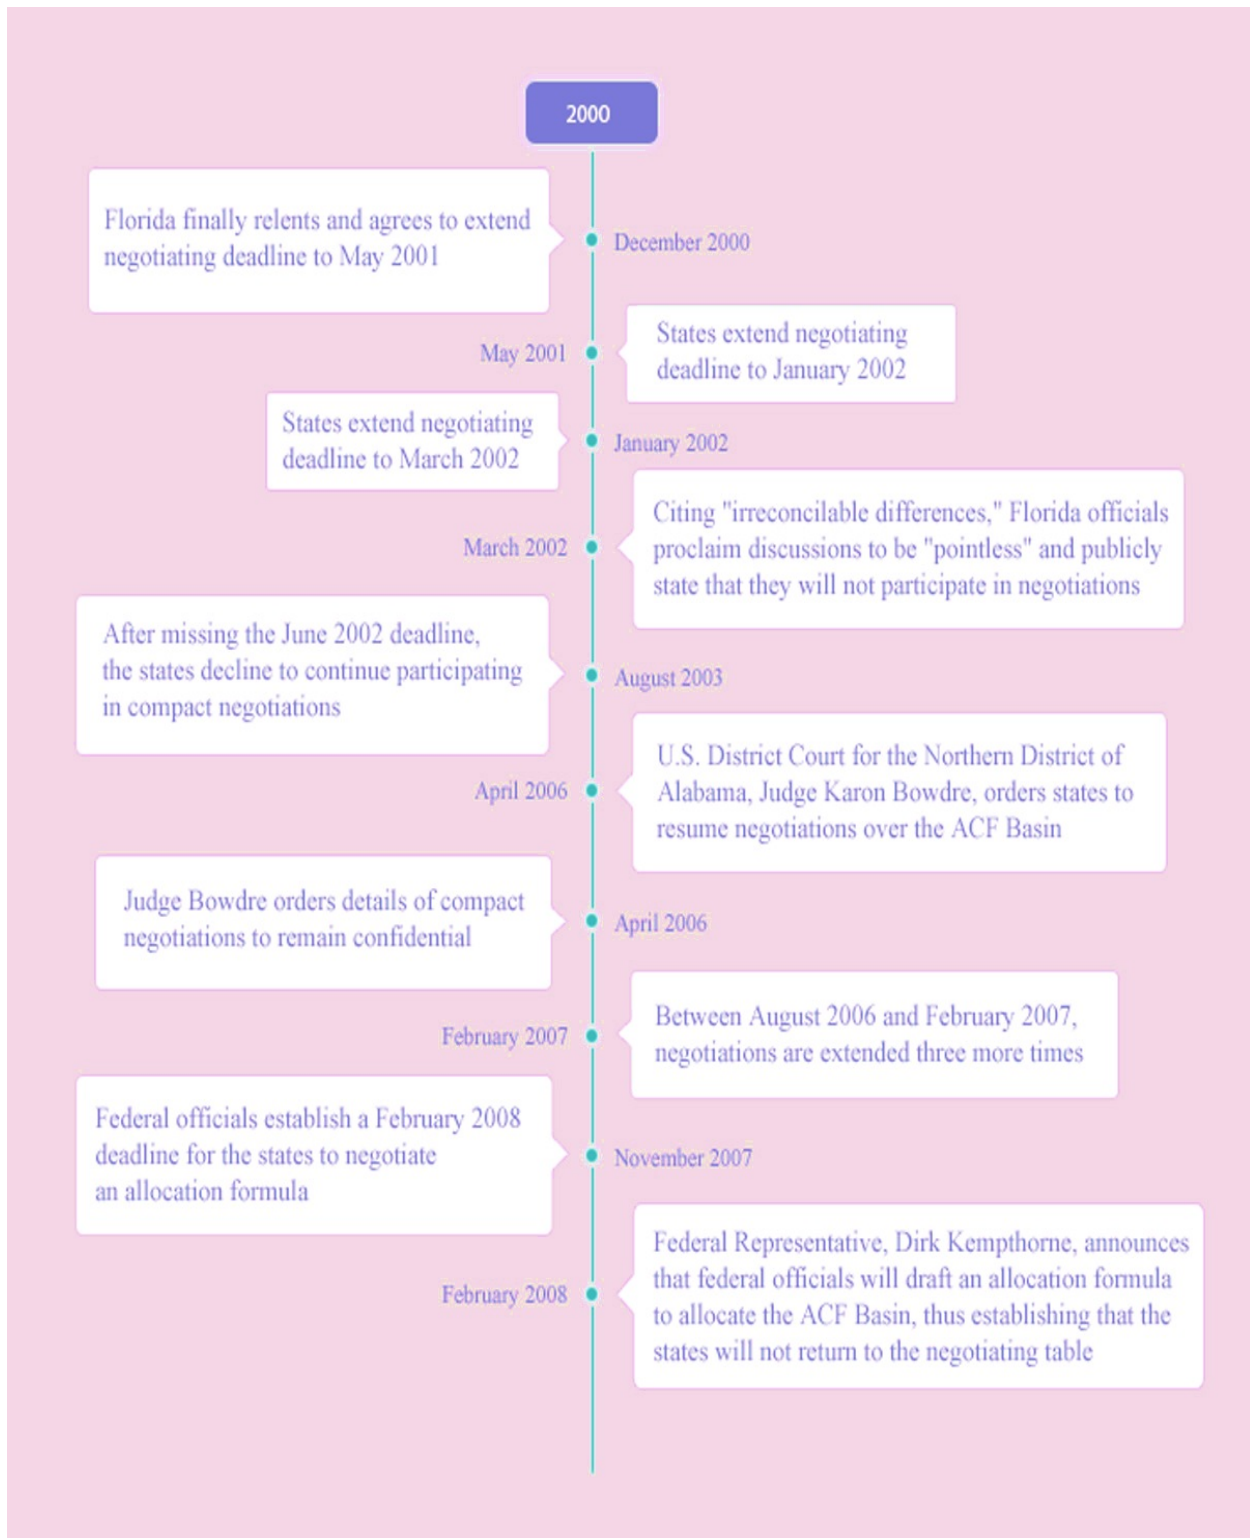 2000
Florida finally relents and agrees to extend
negotiating deadline to May 2001
December 2000
May 2001
States extend negotiating
deadline to January 2002
States extend negotiating
deadline to March 2002
January 2002
March 2002
Citing "irreconcilable differences," Florida officials
proclaim discussions to be "pointless" and publicly
state that they will not participate in negotiations
After missing the June 2002 deadline,
the states decline to continue participating
in compact negotiations
August 2003
April 2006
U.S. District Court for the Northern District of
Alabama, Judge Karon Bowdre, orders states to
resume negotiations over the ACF Basin
Judge Bowdre orders details of compact
negotiations to remain confidential
April 2006
February 2007
Between August 2006 and February 2007,
negotiations are extended three more times
Federal officials establish a February 2008
deadline for the states to negotiate
an allocation formula
November 2007
February 2008
Federal Representative, Dirk Kempthorne, announces
that federal officials will draft an allocation formula
to allocate the ACF Basin, thus establishing that the
states will not return to the negotiating table